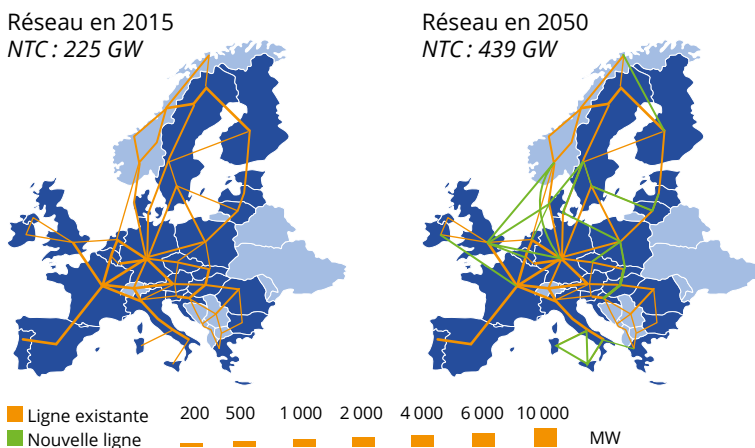 Réseau en 2015
NTC : 225 GW
Réseau en 2050
NTC : 439 GW
Ligne existante
Nouvelle ligne
200 500 1 000 2 000 4 000 6 000 10 000
MW